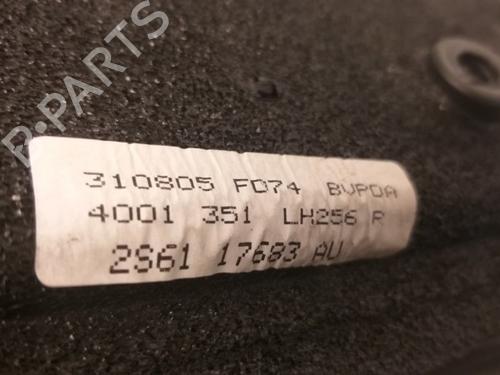 B-PARTS
310805 FD74 BVPDA
4001 351 LH256 R
2S61 17683 AU